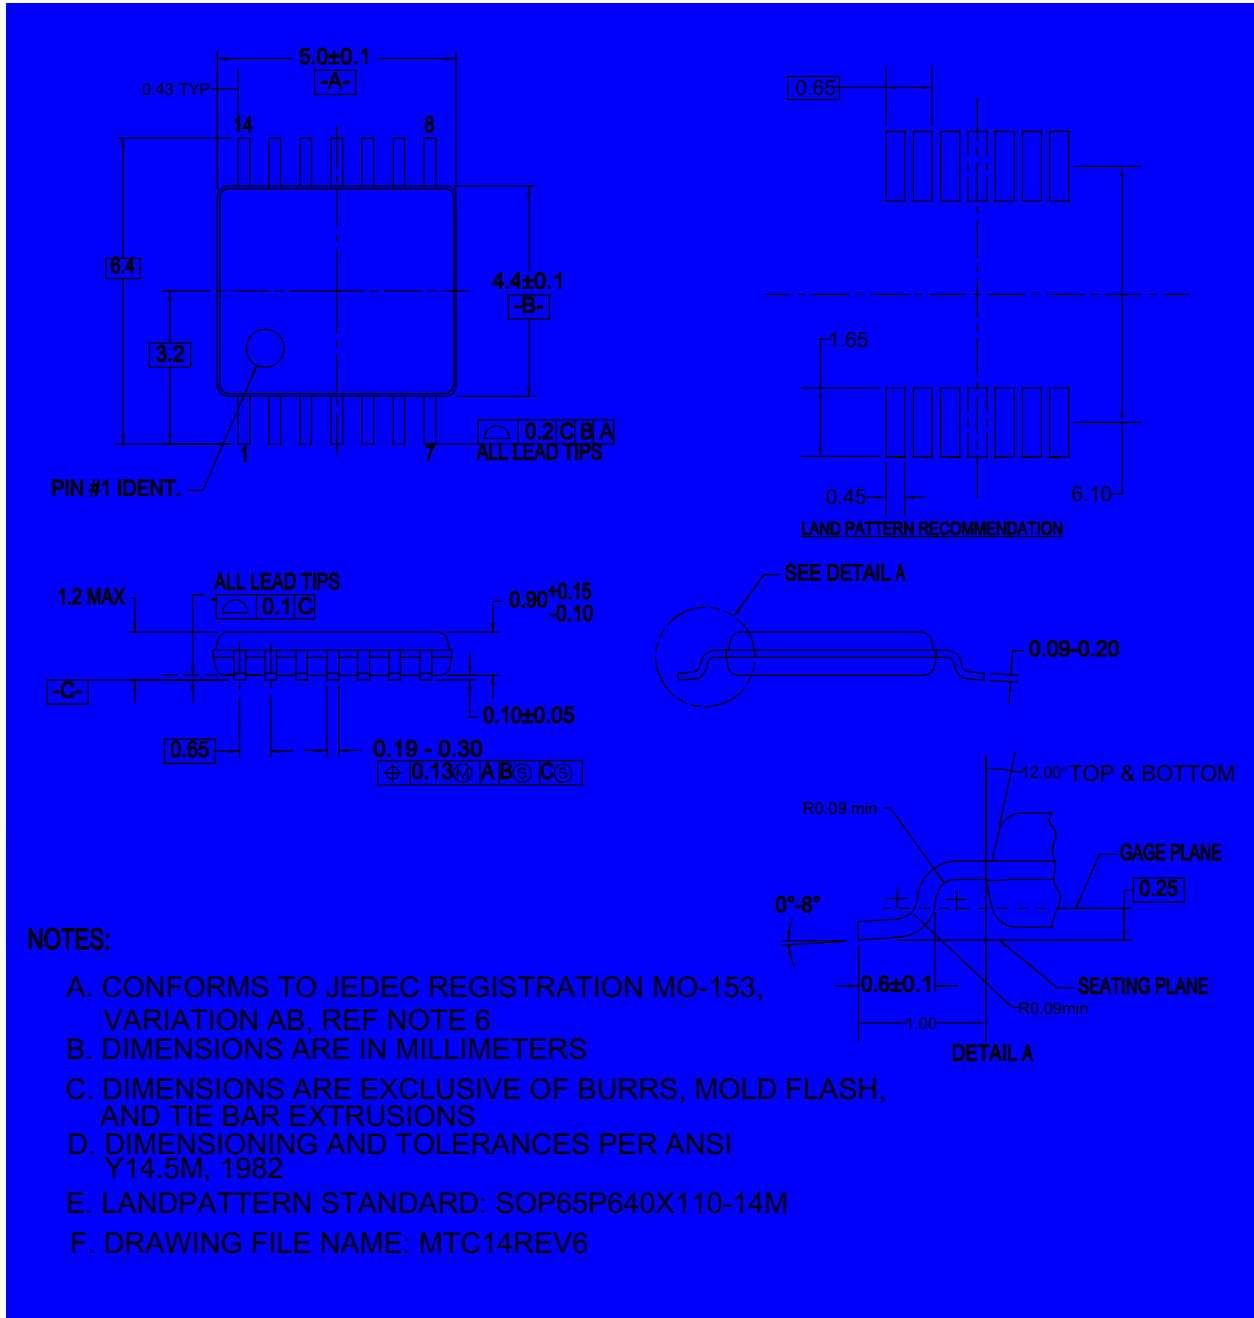 5.0±0.1
-A-
0.43 TYP
14
8
6.4
3.2
4.4±0.1
-B-
0.2 C B A
ALL LEAD TIPS
1
7
PIN #1 IDENT.
0.65
1.65
0.45
6.10
LAND PATTERN RECOMMENDATION
1.2 MAX
ALL LEAD TIPS
0.1 C
0.90+0.15
-0.10
-C-
0.10±0.05
0.65
0.19 - 0.30
0.13Ⓜ A BⓈ CⓈ
SEE DETAIL A
0.09-0.20
12.00° TOP & BOTTOM
R0.09 min
GAGE PLANE
0.25
0°-8°
0.6±0.1
SEATING PLANE
R0.09min
1.00
DETAIL A
NOTES:
A. CONFORMS TO JEDEC REGISTRATION MO-153,
VARIATION AB, REF NOTE 6
B. DIMENSIONS ARE IN MILLIMETERS
C. DIMENSIONS ARE EXCLUSIVE OF BURRS, MOLD FLASH,
AND TIE BAR EXTRUSIONS
D. DIMENSIONING AND TOLERANCES PER ANSI
Y14.5M, 1982
E. LANDPATTERN STANDARD: SOP65P640X110-14M
F. DRAWING FILE NAME: MTC14REV6